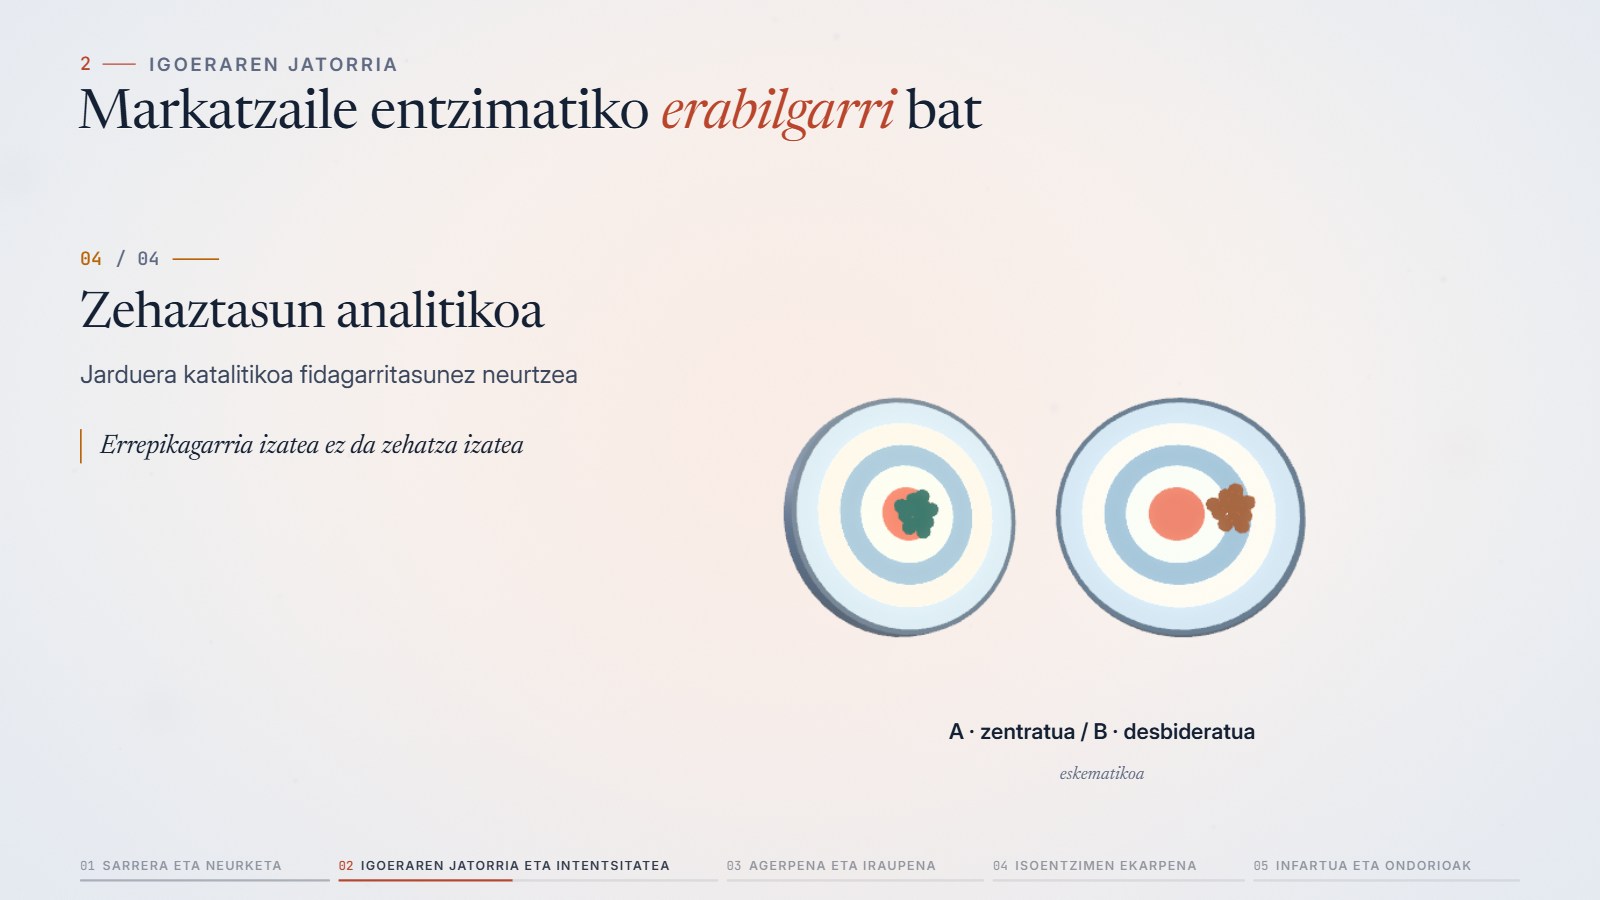 2 — IGOERAREN JATORRIA
Markatzaile entzimatiko erabilgarri bat
04 / 04
Zehaztasun analitikoa
Jarduera katalitikoa fidagarritasunez neurtzea
Errepikagarria izatea ez da zehatza izatea
A · zentratua / B · desbideratua
eskematikoa
01 SARRERA ETA NEURKETA
02 IGOERAREN JATORRIA ETA INTENTSITATEA
03 AGERPENA ETA IRAUPENA
04 ISOENTZIMEN EKARPENA
05 INFARTUA ETA ONDORIOAK